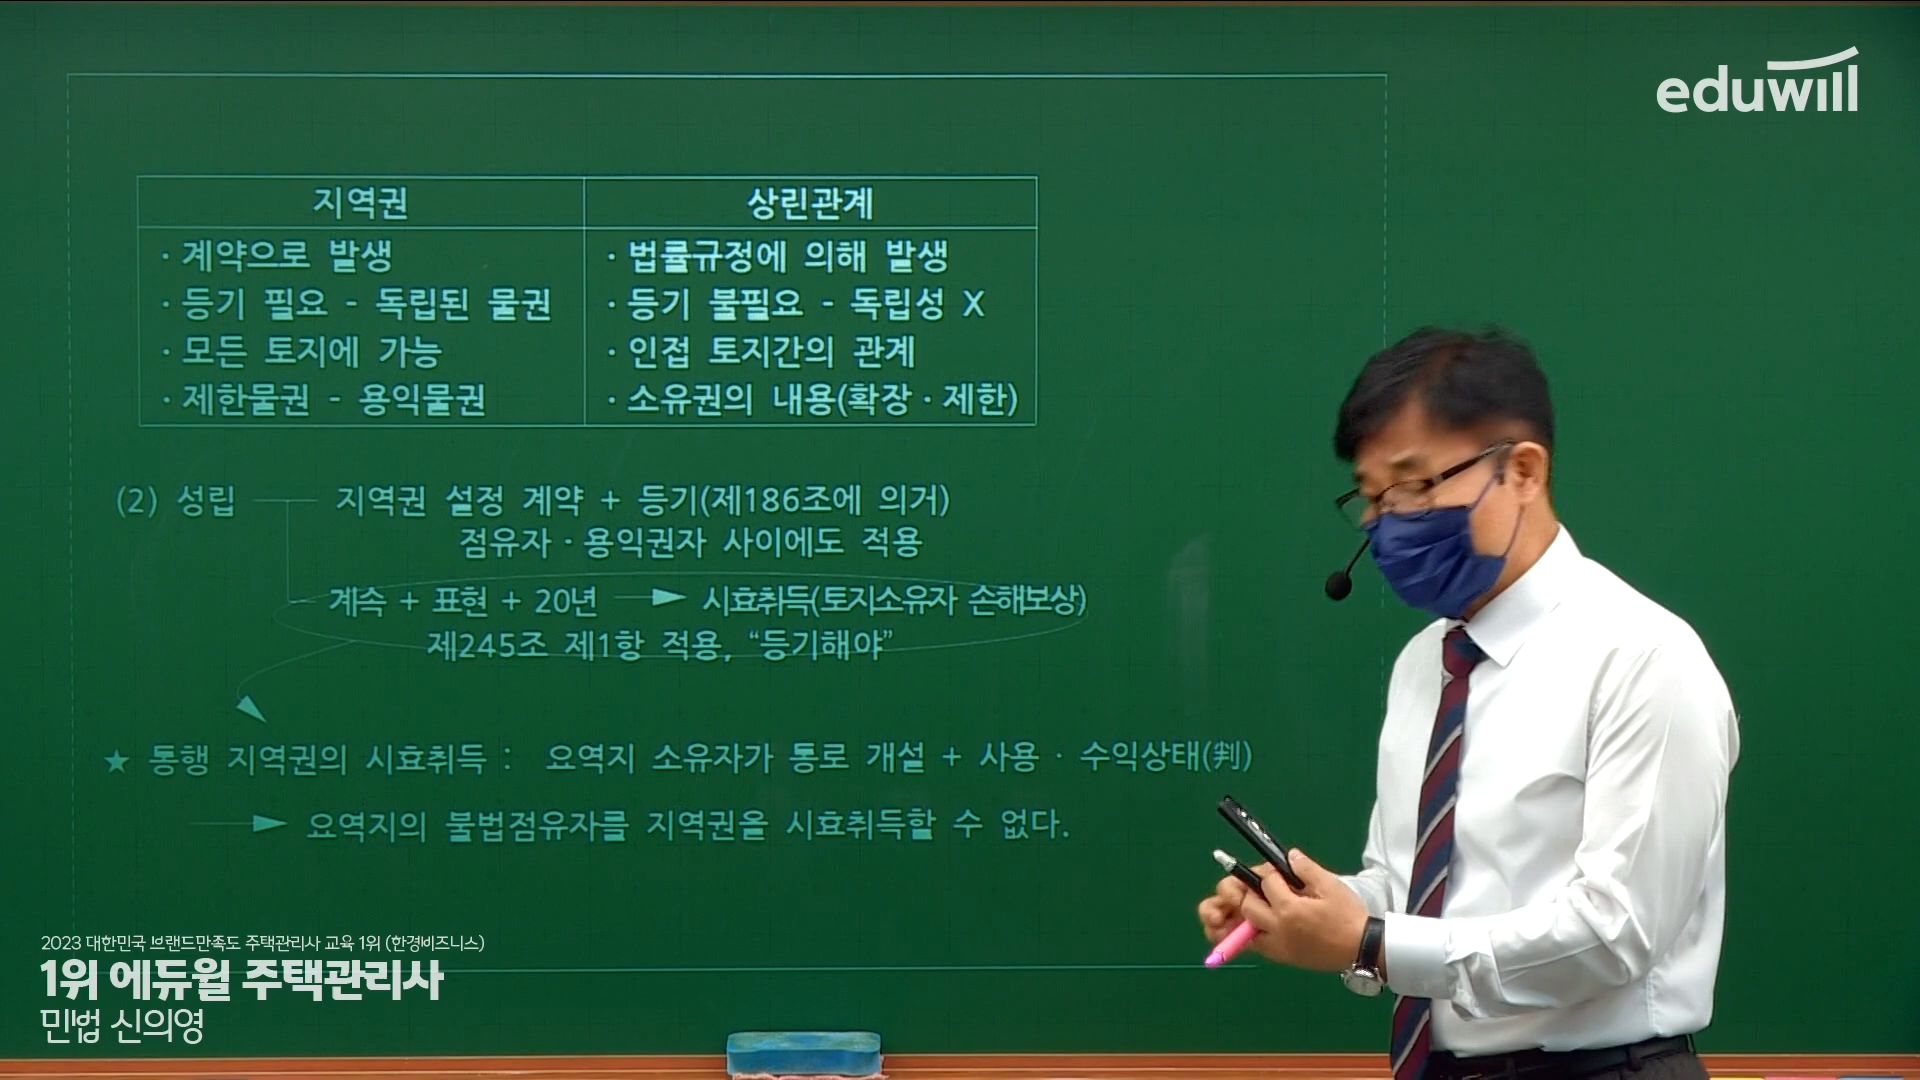 eduwill
지역권 상린관계
· 계약으로 발생 · 법률규정에 의해 발생
· 등기 필요 - 독립된 물권 · 등기 불필요 - 독립성 X
· 모든 토지에 가능 · 인접 토지간의 관계
· 제한물권 - 용익물권 · 소유권의 내용(확장·제한)
(2) 성립 지역권 설정 계약 + 등기(제186조에 의거)
점유자·용익권자 사이에도 적용
계속 + 표현 + 20년 → 시효취득(토지소유자 손해보상)
제245조 제1항 적용, “등기해야”
★ 통행 지역권의 시효취득 : 요역지 소유자가 통로 개설 + 사용 · 수익상태(判)
→ 요역지의 불법점유자를 지역권을 시효취득할 수 없다.
2023 대한민국 브랜드만족도 주택관리사 교육 1위 (한경비즈니스)
1위 에듀윌 주택관리사
민법 신의영